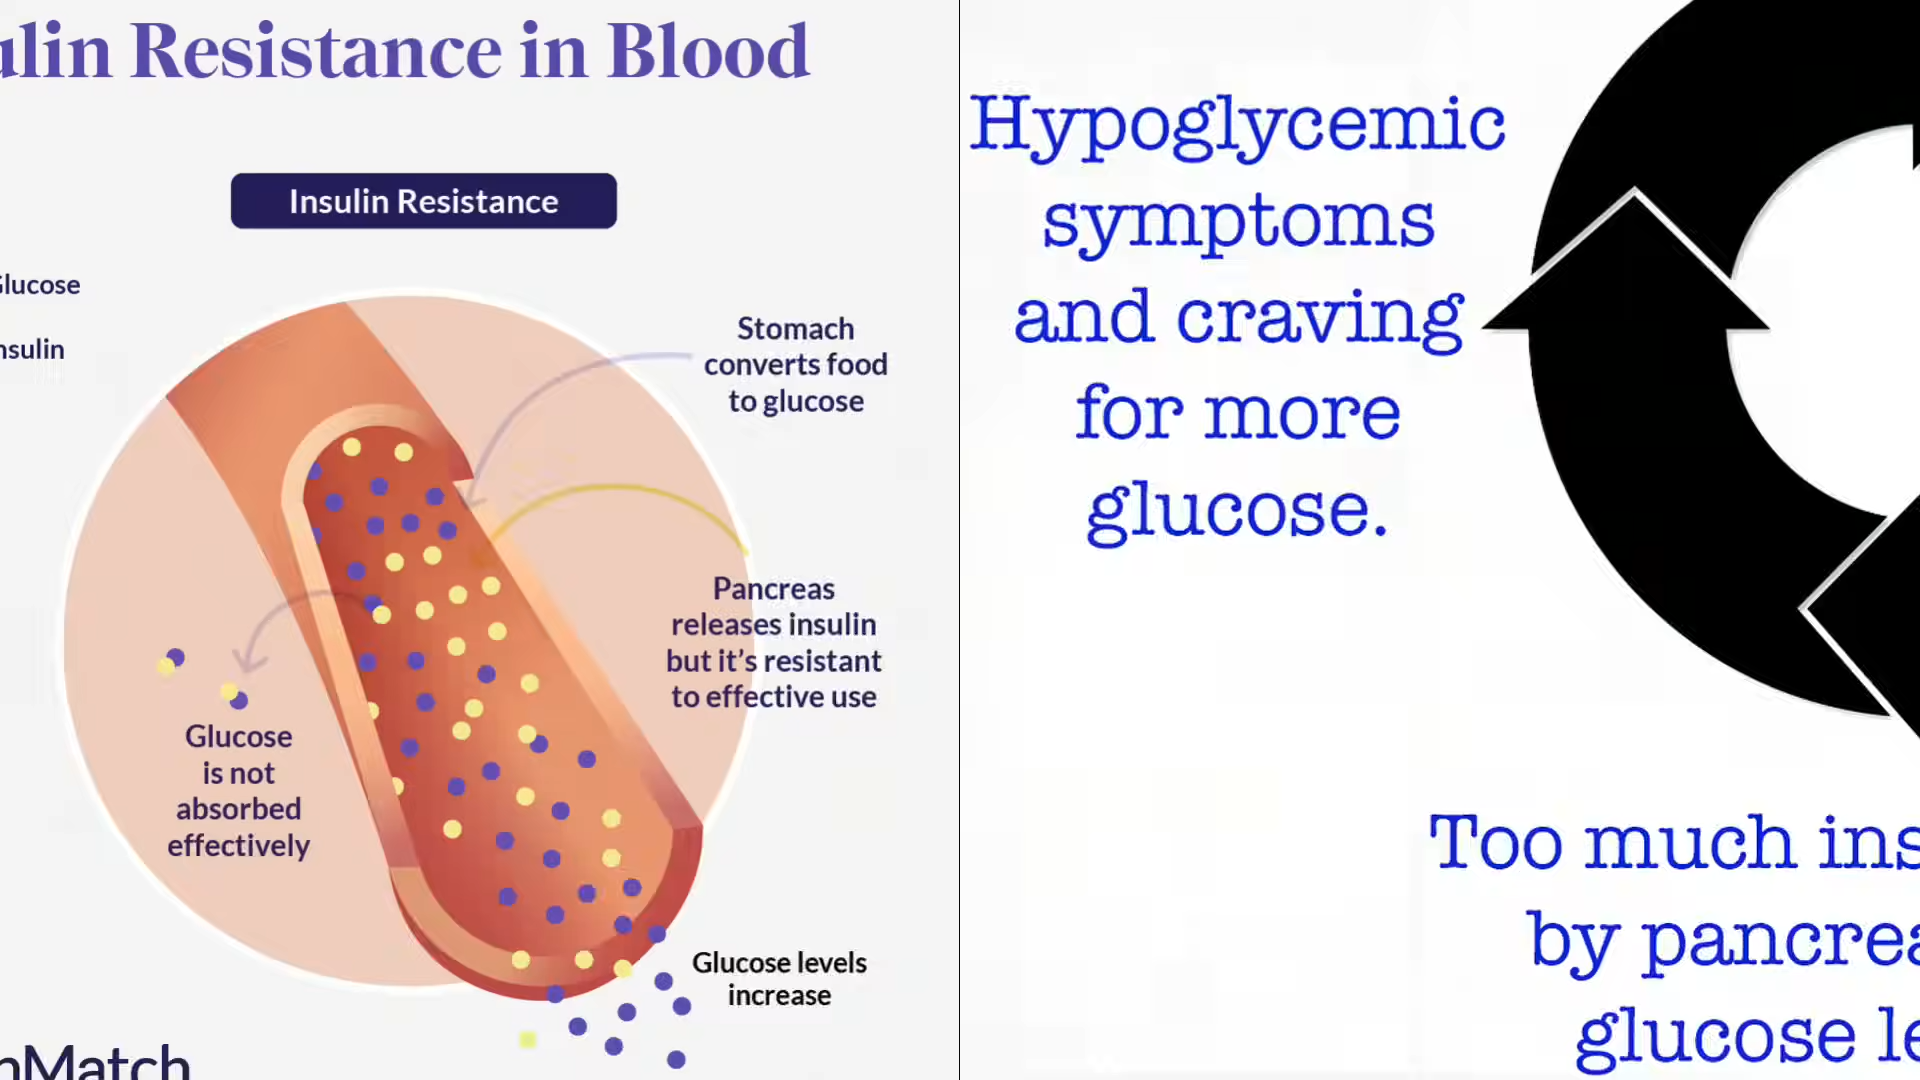 ulin Resistance in Blood
Insulin Resistance
Glucose
nsulin
Stomach
converts food
to glucose
Pancreas
releases insulin
but it’s resistant
to effective use
Glucose
is not
absorbed
effectively
Glucose levels
increase
nMatch
Hypoglycemic
symptoms
and craving
for more
glucose.
Too much ins
by pancrea
glucose le